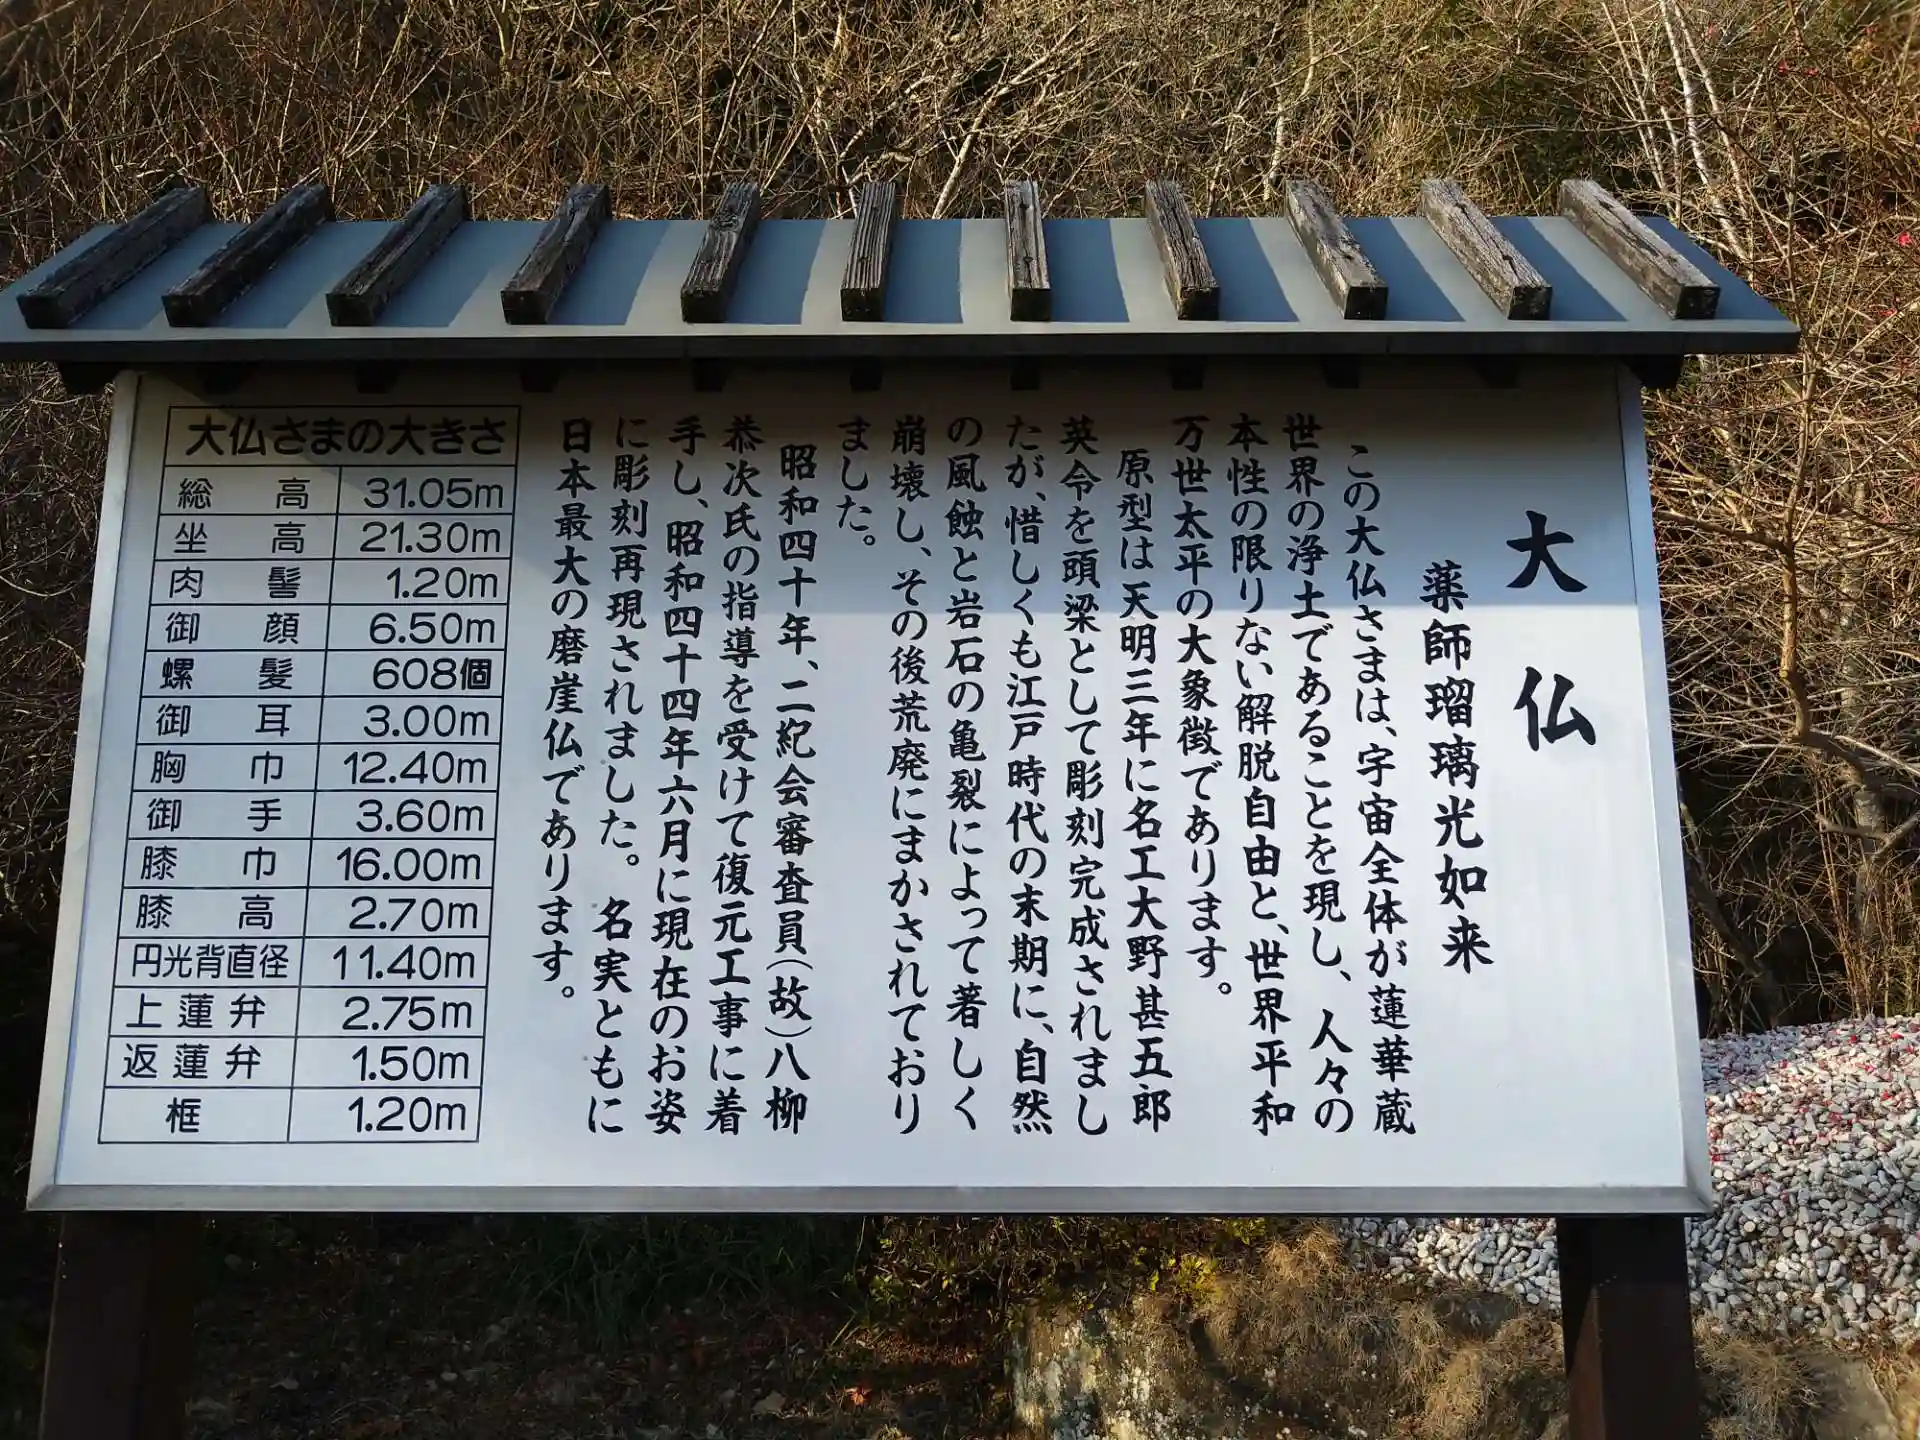 大仏
薬師瑠璃光如来
この大仏さまは、宇宙全体が蓮華蔵
世界の浄土であることを現し、人々の
本性の限りない解脱自由と、世界平和
万世太平の大象徴であります。
原型は天明三年に名工大野甚五郎
英令を頭梁として彫刻完成されまし
たが、惜しくも江戸時代の末期に、自然
の風蝕と岩石の亀裂によって著しく
崩壊し、その後荒廃にまかされており
ました。
昭和四十年、二紀会審査員(故)八柳
恭次氏の指導を受けて復元工事に着
手し、昭和四十四年六月に現在のお姿
に彫刻再現されました。名実ともに
日本最大の磨崖仏であります。
大仏さまの大きさ
総高 31.05m
坐高 21.30m
肉髻 1.20m
御顔 6.50m
螺髪 608個
御耳 3.00m
胸巾 12.40m
御手 3.60m
膝巾 16.00m
膝高 2.70m
円光背直径 11.40m
上蓮弁 2.75m
返蓮弁 1.50m
框 1.20m